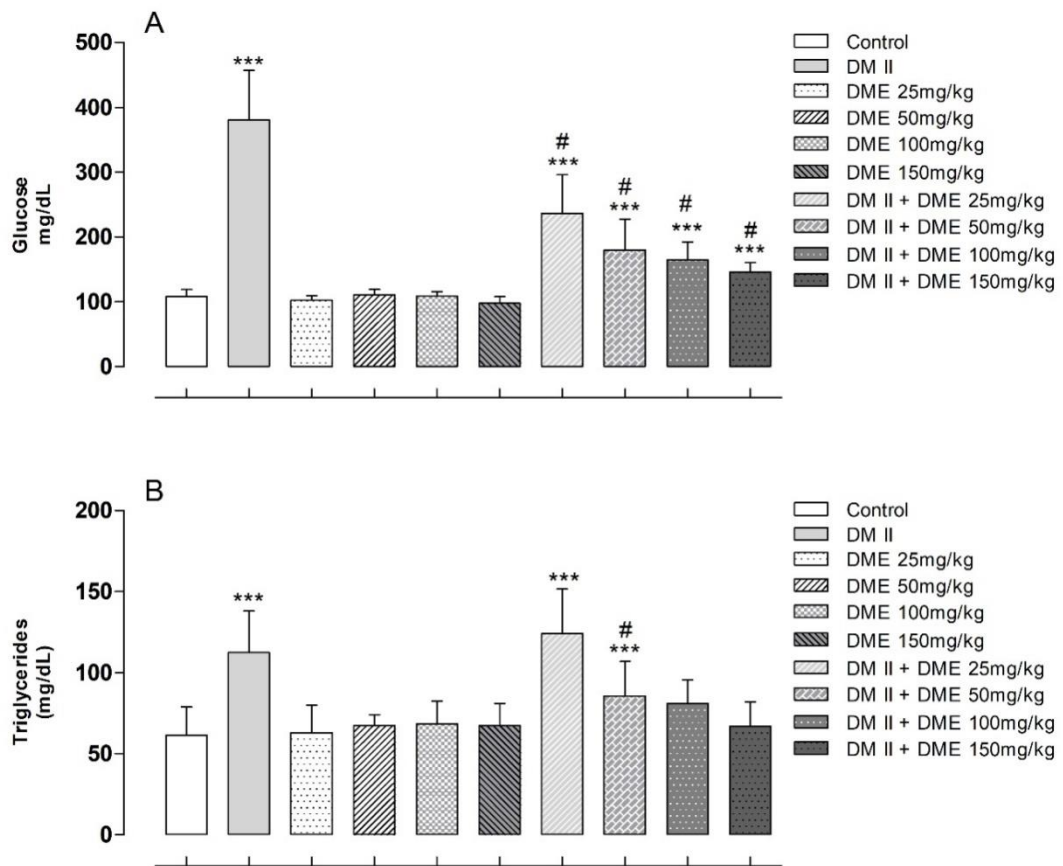 A
500
400
300
200
100
0
Glucose
mg/dL
***
#
***
#
***
#
***
#
***
Control
DM II
DME 25mg/kg
DME 50mg/kg
DME 100mg/kg
DME 150mg/kg
DM II + DME 25mg/kg
DM II + DME 50mg/kg
DM II + DME 100mg/kg
DM II + DME 150mg/kg
B
200
150
100
50
0
Triglycerides
(mg/dL)
***
***
#
***
Control
DM II
DME 25mg/kg
DME 50mg/kg
DME 100mg/kg
DME 150mg/kg
DM II + DME 25mg/kg
DM II + DME 50mg/kg
DM II + DME 100mg/kg
DM II + DME 150mg/kg